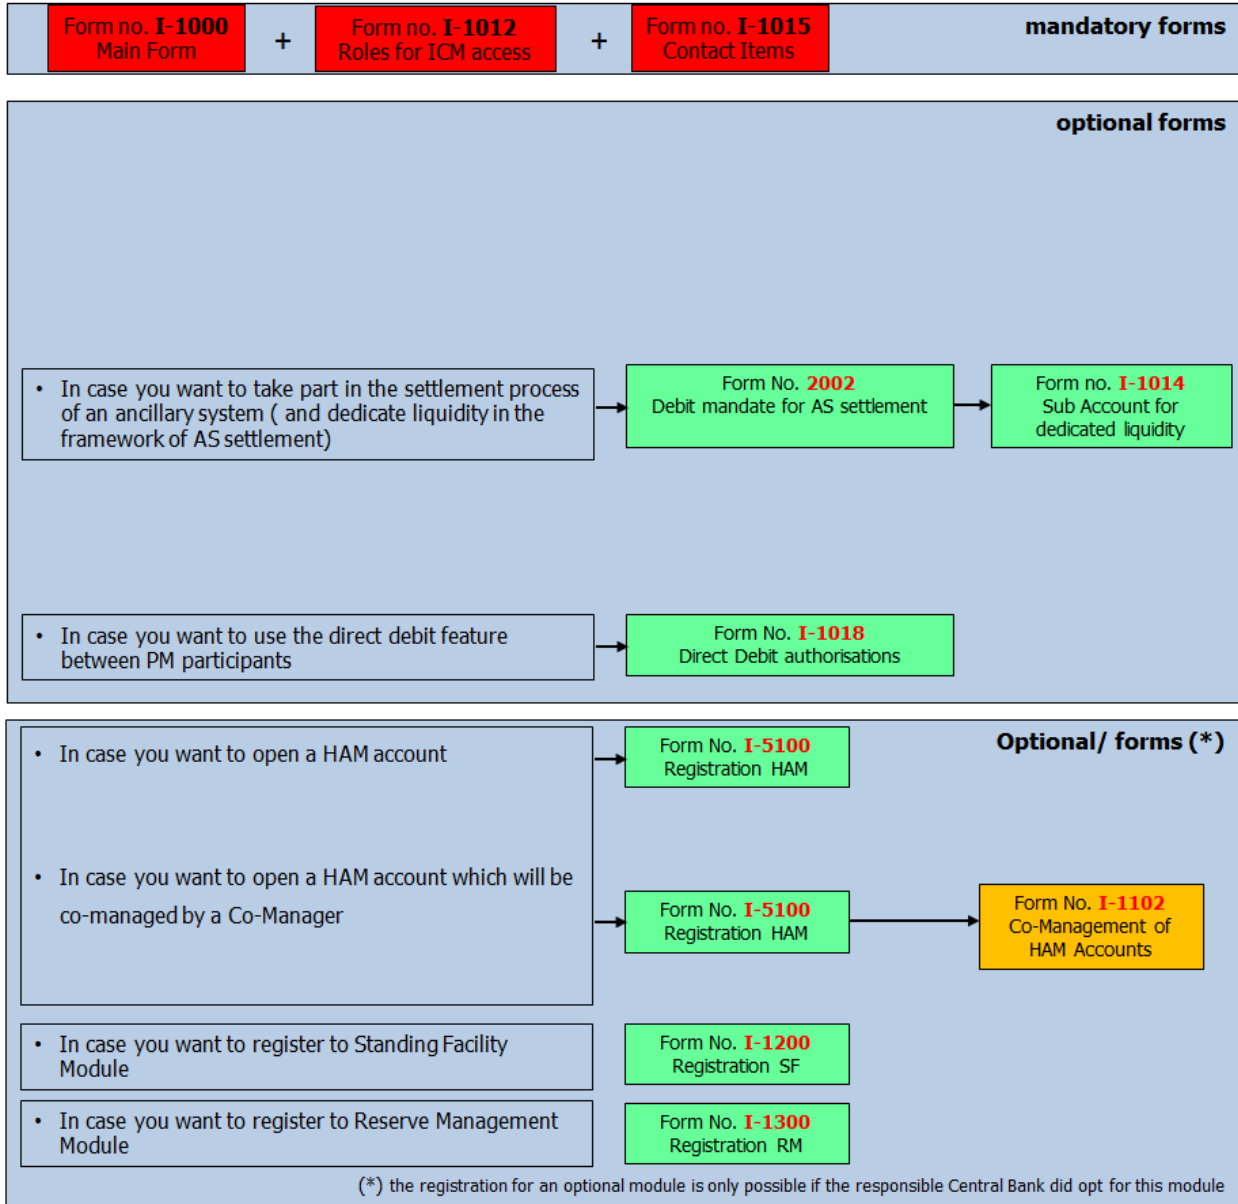 Form no. I-1000
Main Form
+
Form no. I-1012
Roles for ICM access
+
Form no. I-1015
Contact Items
mandatory forms
optional forms
• In case you want to take part in the settlement process
of an ancillary system ( and dedicate liquidity in the
framework of AS settlement)
Form No. 2002
Debit mandate for AS settlement
Form no. I-1014
Sub Account for
dedicated liquidity
• In case you want to use the direct debit feature
between PM participants
Form No. I-1018
Direct Debit authorisations
Optional/ forms (*)
• In case you want to open a HAM account
Form No. I-5100
Registration HAM
• In case you want to open a HAM account which will be
co-managed by a Co-Manager
Form No. I-5100
Registration HAM
Form No. I-1102
Co-Management of
HAM Accounts
• In case you want to register to Standing Facility
Module
Form No. I-1200
Registration SF
• In case you want to register to Reserve Management
Module
Form No. I-1300
Registration RM
(*) the registration for an optional module is only possible if the responsible Central Bank did opt for this module